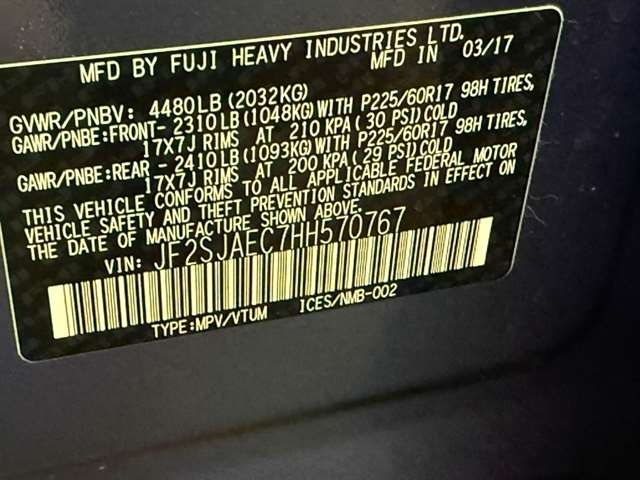 MFD BY FUJI HEAVY INDUSTRIES LTD.
MFD IN 03/17
GVWR/PNBV: 4480LB(2032KG)
GAWR/PNBE:FRONT- 2310LB(1048KG)WITH P225/60R17 98H TIRES,
17X7J RIMS AT 210 KPA(30 PSI)COLD
GAWR/PNBE:REAR - 2410LB(1093KG)WITH P225/60R17 98H TIRES,
17X7J RIMS AT 200 KPA(29 PSI)COLD
THIS VEHICLE CONFORMS TO ALL APPLICABLE FEDERAL MOTOR
VEHICLE SAFETY AND THEFT PREVENTION STANDARDS IN EFFECT ON
THE DATE OF MANUFACTURE SHOWN ABOVE.
VIN: JF2SJAEC7HH570767
TYPE:MPV/VTUM ICES/NMB-002